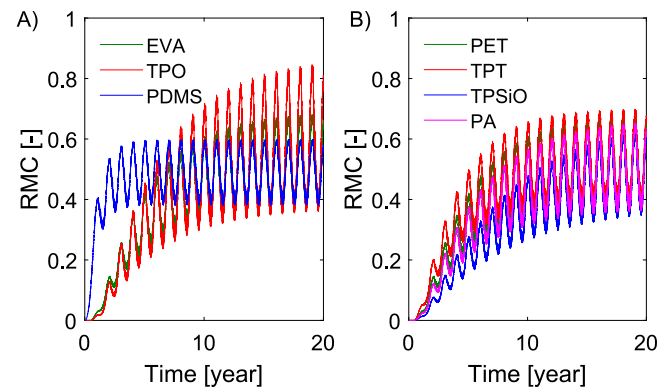 A)
RMC [-]
1
0.8
0.6
0.4
0.2
0
EVA
TPO
PDMS
0
10
20
Time [year]
B)
RMC [-]
1
0.8
0.6
0.4
0.2
0
PET
TPT
TPSiO
PA
0
10
20
Time [year]